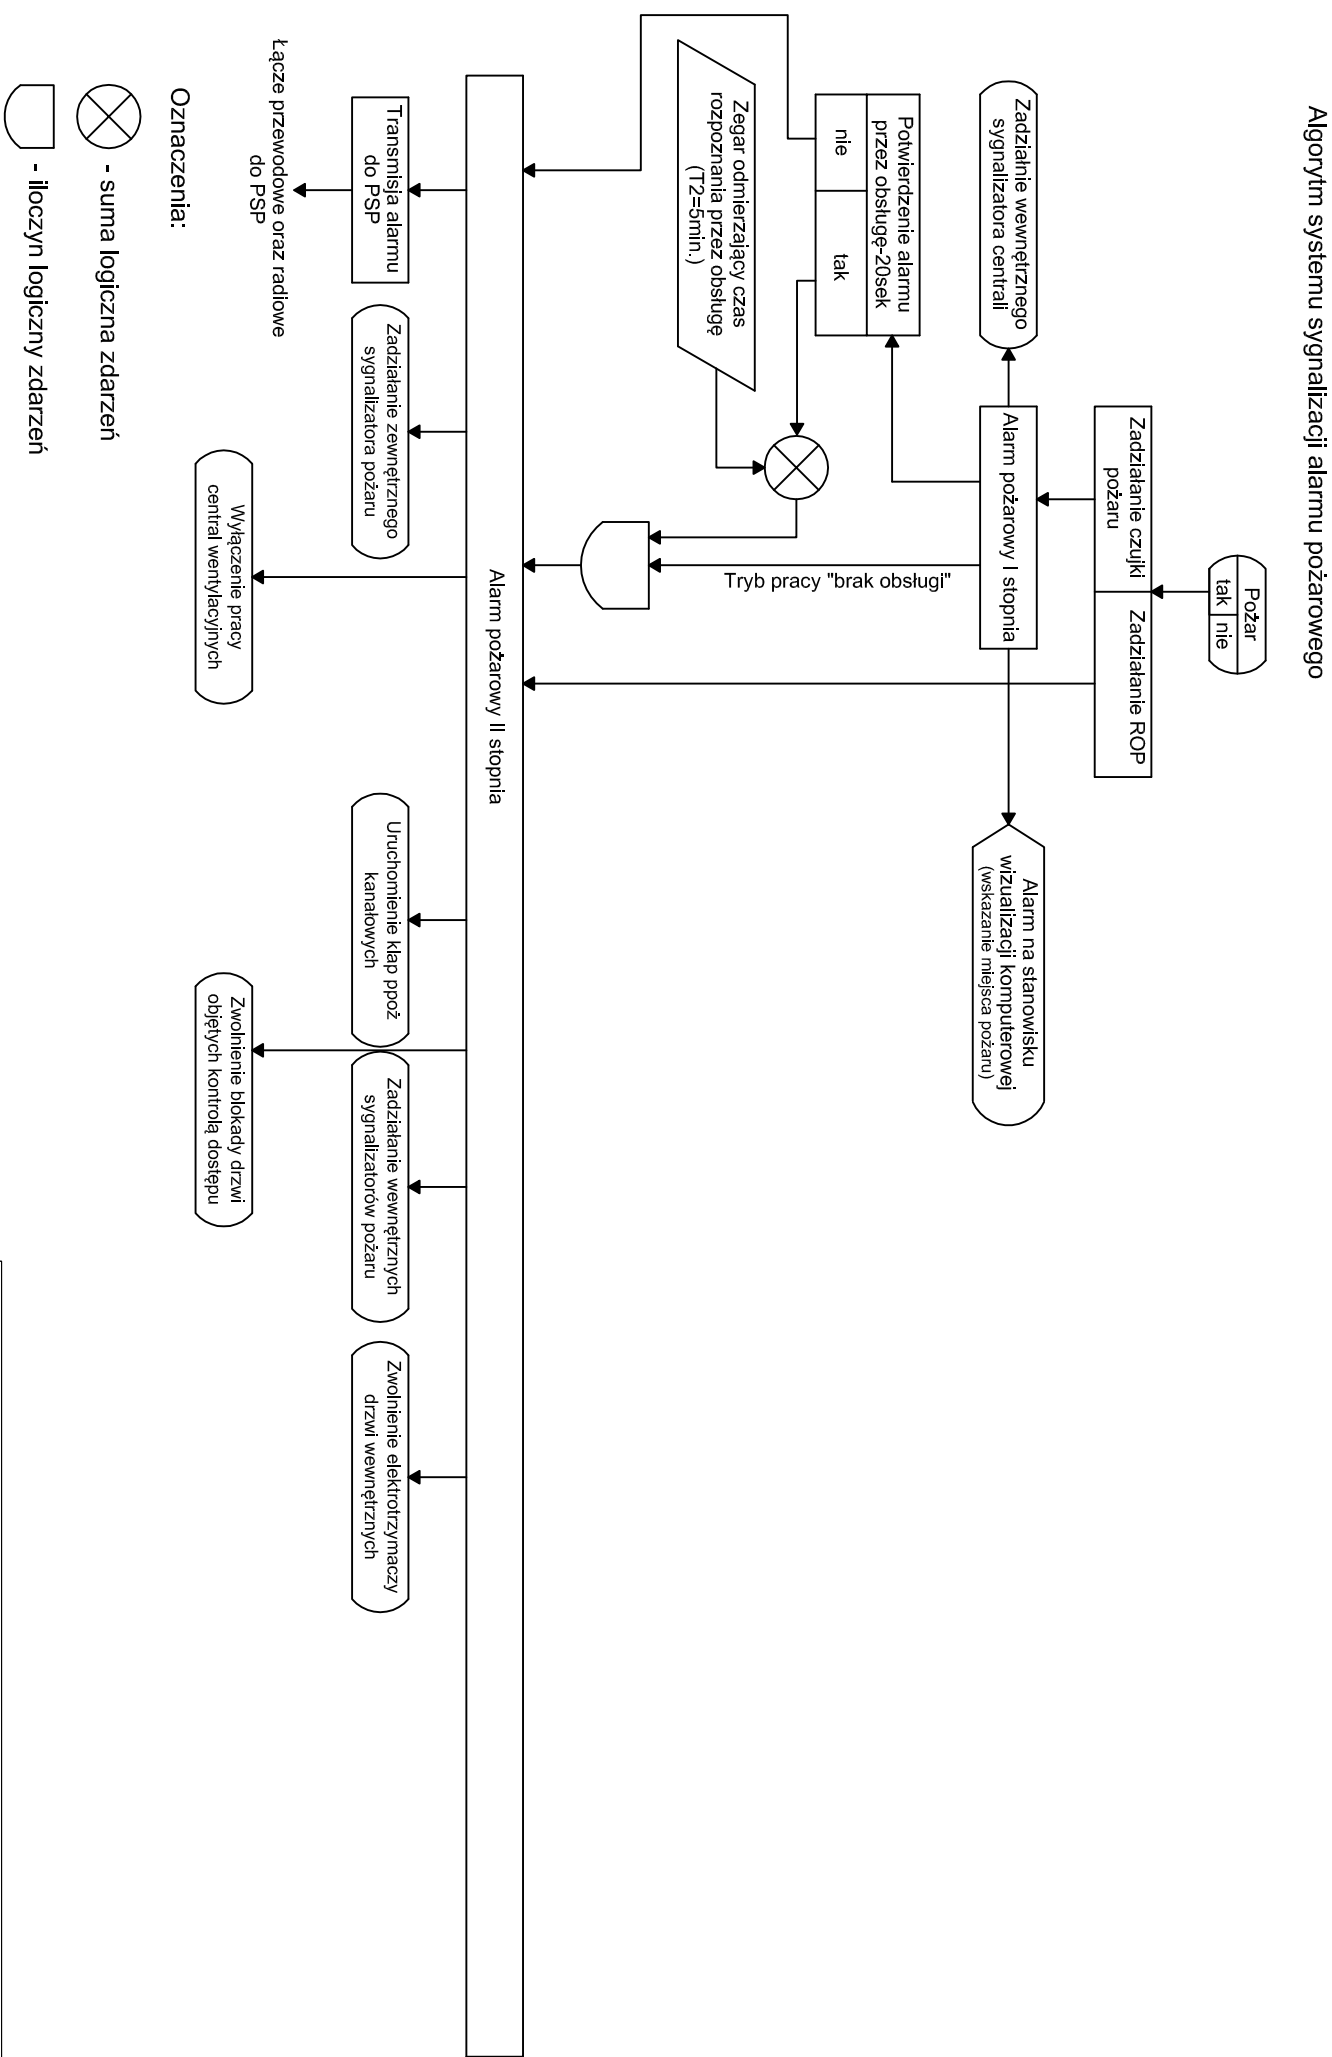 Algorytm systemu sygnalizacji alarmu pożarowego
Pożar
tak
nie
Zadziałanie czujki
pożaru
Zadziałanie ROP
Zadziałnie wewnętrznego
sygnalizatora centrali
Alarm pożarowy I stopnia
Alarm na stanowisku
wizualizacji komputerowej
(wskazanie miejsca pożaru)
Potwierdzenie alarmu
przez obsługę-20sek
nie
tak
Tryb pracy "brak obsługi"
Zegar odmierzający czas
rozpoznania przez obsługę
(T2=5min.)
Alarm pożarowy II stopnia
Transmisja alarmu
do PSP
Zadziałanie zewnętrznego
sygnalizatora pożaru
Uruchomienie klap ppoż
kanałowych
Zadziałanie wewnętrznych
sygnalizatorów pożaru
Zwolnienie elektrotrzymaczy
drzwi wewnętrznych
Łącze przewodowe oraz radiowe
do PSP
Wyłączenie pracy
central wentylacyjnych
Zwolnienie blokady drzwi
objętych kontrolą dostępu
Oznaczenia:
- suma logiczna zdarzeń
- iloczyn logiczny zdarzeń